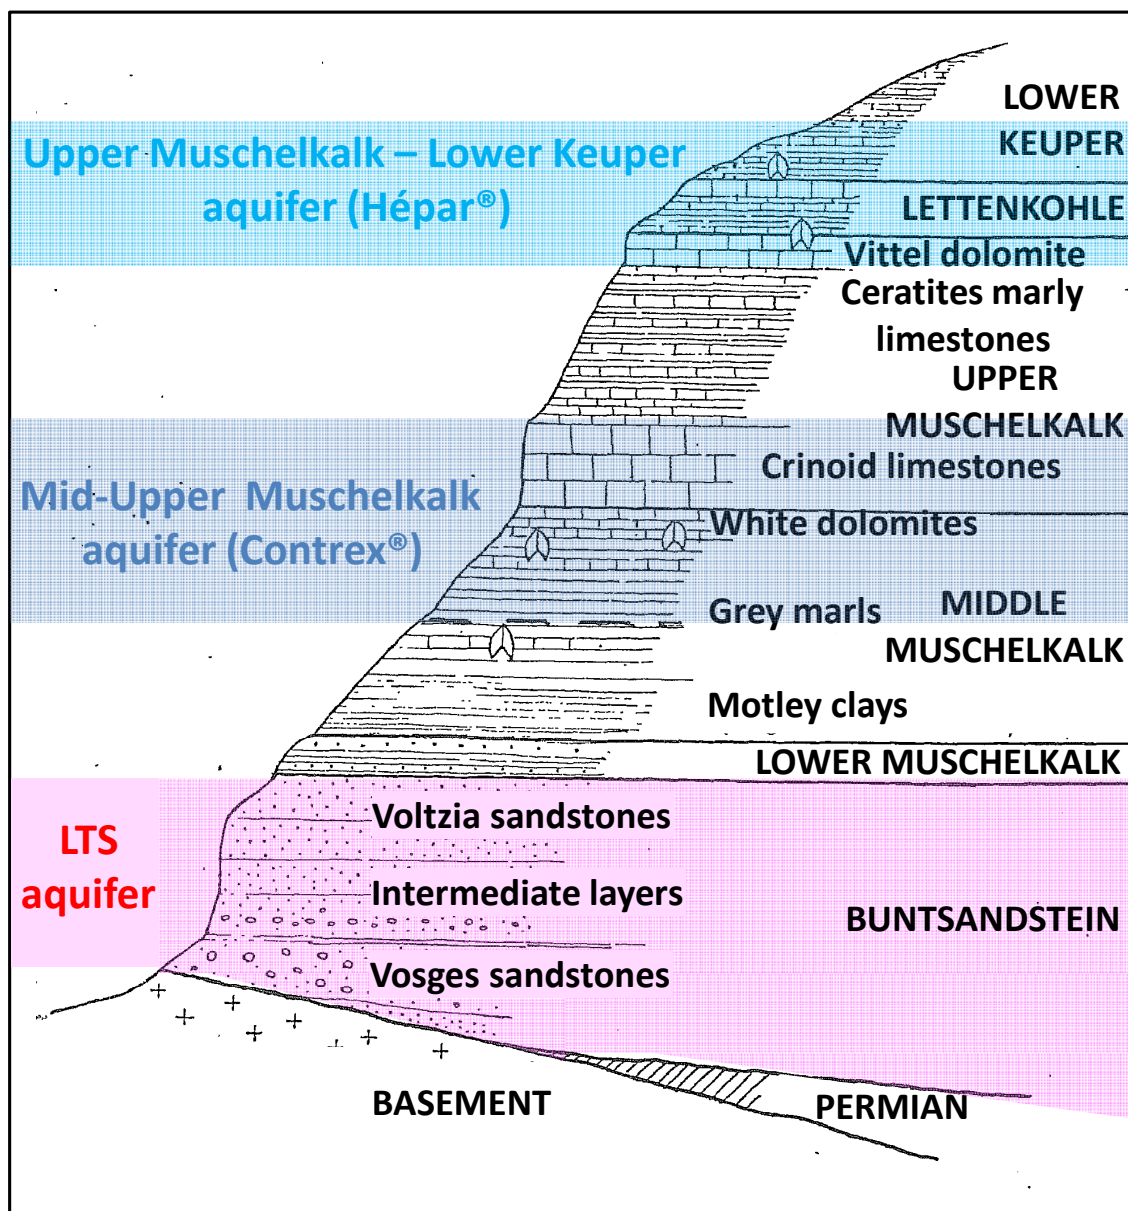 LOWER
KEUPER
Upper Muschelkalk – Lower Keuper
aquifer (Hépar®)
LETTENKOHLE
Vittel dolomite
Ceratites marly
limestones
UPPER
MUSCHELKALK
Crinoid limestones
Mid-Upper Muschelkalk
aquifer (Contrex®)
White dolomites
Grey marls
MIDDLE
MUSCHELKALK
Motley clays
LOWER MUSCHELKALK
Voltzia sandstones
LTS
aquifer
Intermediate layers
BUNTSANDSTEIN
Vosges sandstones
BASEMENT
PERMIAN